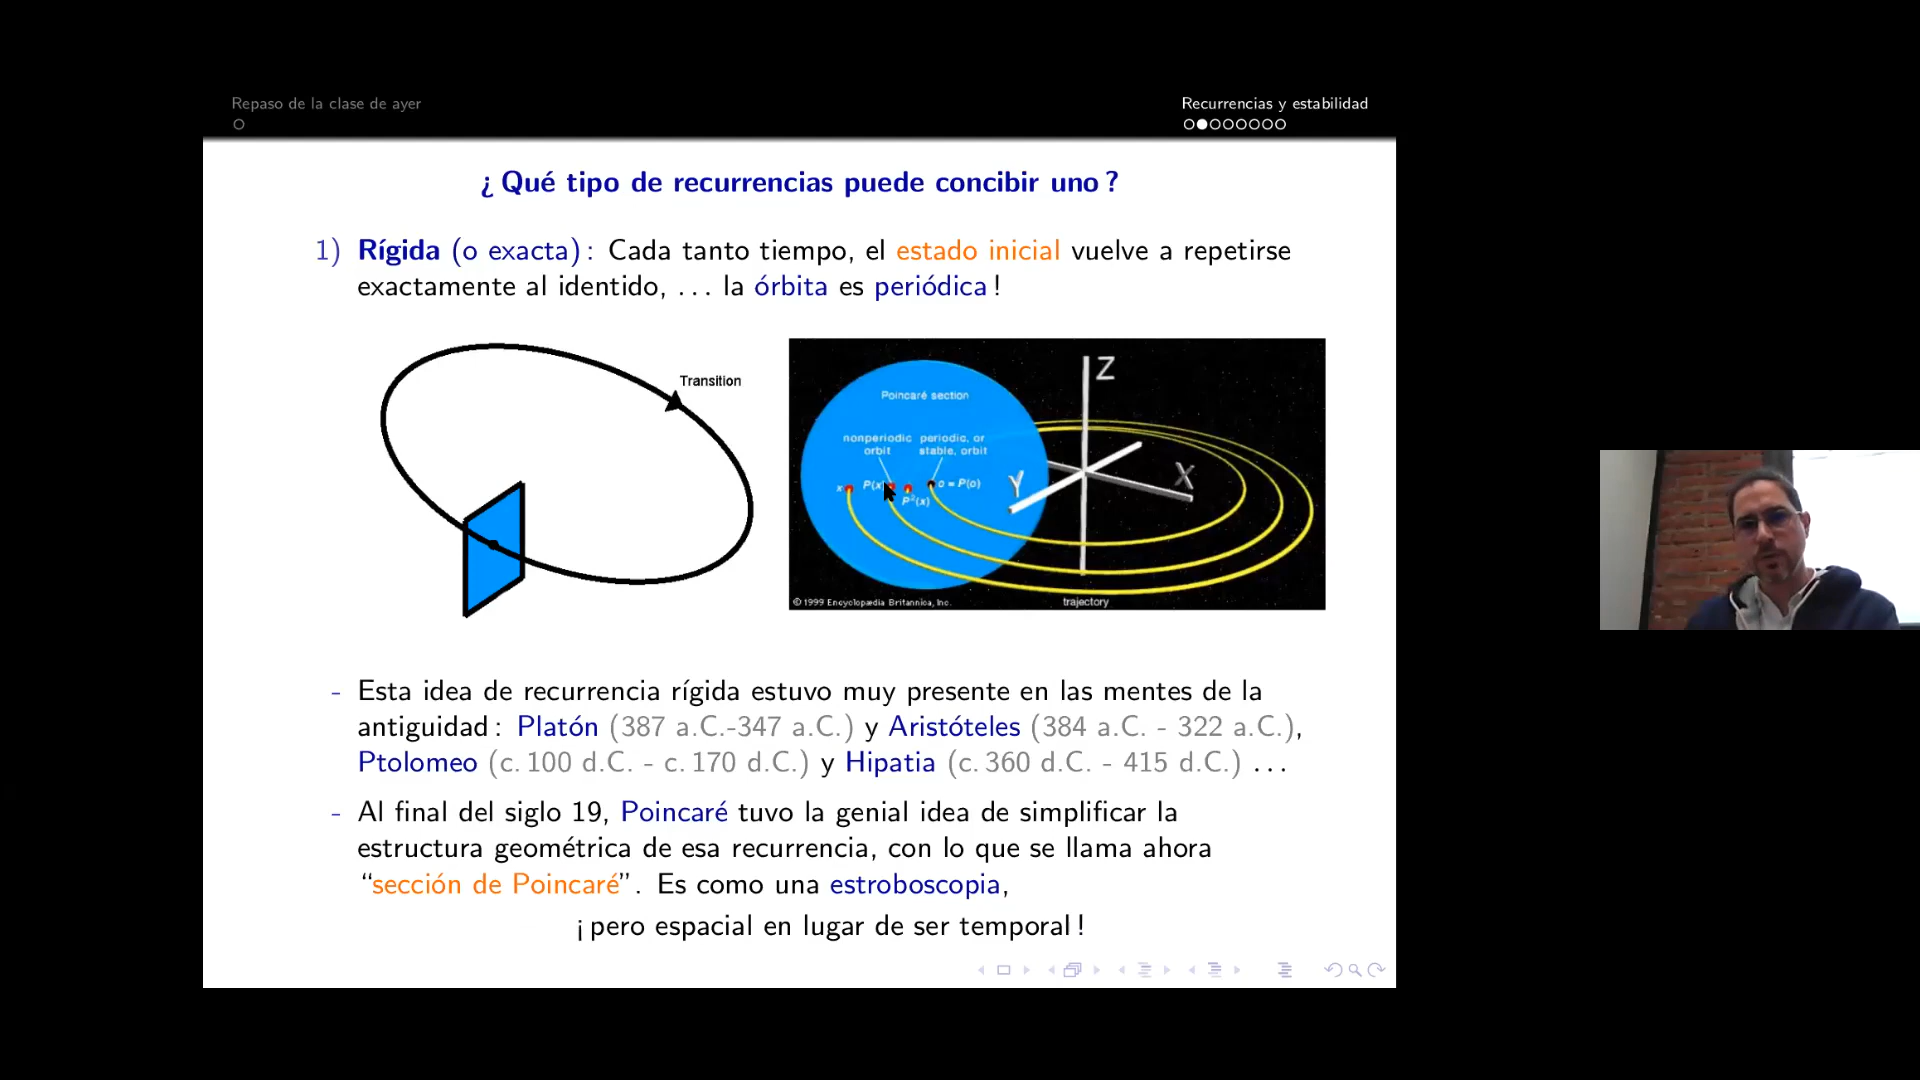 Repaso de la clase de ayer
Recurrencias y estabilidad
¿ Qué tipo de recurrencias puede concibir uno ?
1) Rígida (o exacta) : Cada tanto tiempo, el estado inicial vuelve a repetirse
exactamente al identido, . . . la órbita es periódica !
Transition
Poincaré section
nonperiodic orbit
periodic, or stable, orbit
x
P(x
P²(x)
o = P(o)
Z
Y
X
© 1999 Encyclopædia Britannica, Inc.
trajectory
- Esta idea de recurrencia rígida estuvo muy presente en las mentes de la
antiguidad : Platón (387 a.C.-347 a.C.) y Aristóteles (384 a.C. - 322 a.C.),
Ptolomeo (c. 100 d.C. - c. 170 d.C.) y Hipatia (c. 360 d.C. - 415 d.C.) . . .
- Al final del siglo 19, Poincaré tuvo la genial idea de simplificar la
estructura geométrica de esa recurrencia, con lo que se llama ahora
“sección de Poincaré”. Es como una estroboscopia,
¡ pero espacial en lugar de ser temporal !